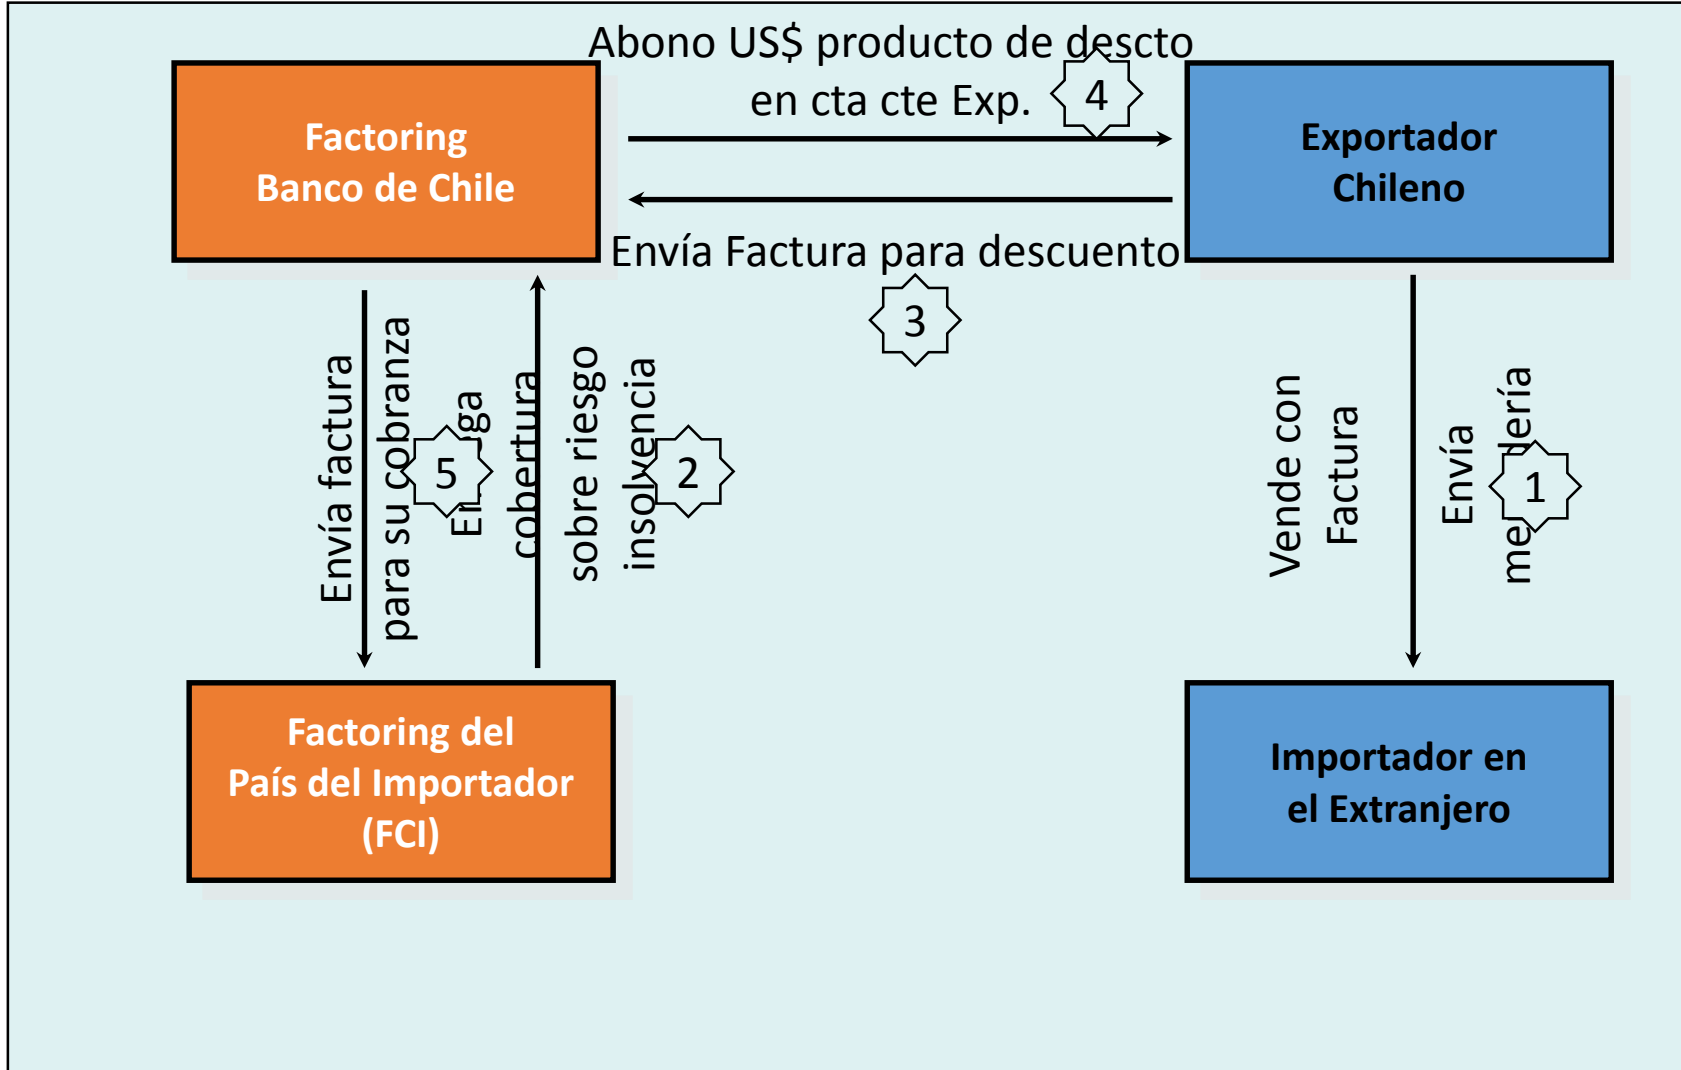 Abono US$ producto de descto
en cta cte Exp.
4
Factoring
Banco de Chile
Exportador
Chileno
Envía Factura para descuento
3
Envía factura
para su cobranza
5
cobertura
sobre riesgo
insolvencia
2
Vende con
Factura
Envía
mercadería
1
Factoring del
País del Importador
(FCI)
Importador en
el Extranjero